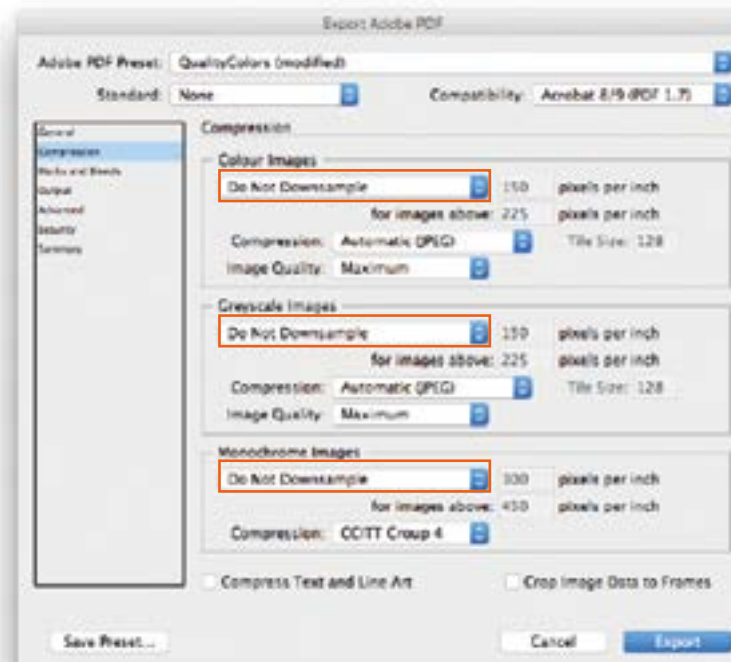 Export Adobe PDF
Adobe PDF Preset: QualityColors (modified)
Standard: None Compatibility: Acrobat 8/9 (PDF 1.7)
General
Compression
Marks and Bleeds
Output
Advanced
Security
Summary
Compression
Colour Images
Do Not Downsample 150 pixels per inch
for images above: 225 pixels per inch
Compression: Automatic (JPEG) Tile Size: 128
Image Quality: Maximum
Greyscale Images
Do Not Downsample 150 pixels per inch
for images above: 225 pixels per inch
Compression: Automatic (JPEG) Tile Size: 128
Image Quality: Maximum
Monochrome Images
Do Not Downsample 300 pixels per inch
for images above: 450 pixels per inch
Compression: CCITT Group 4
Compress Text and Line Art Crop Image Data to Frames
Save Preset... Cancel Export